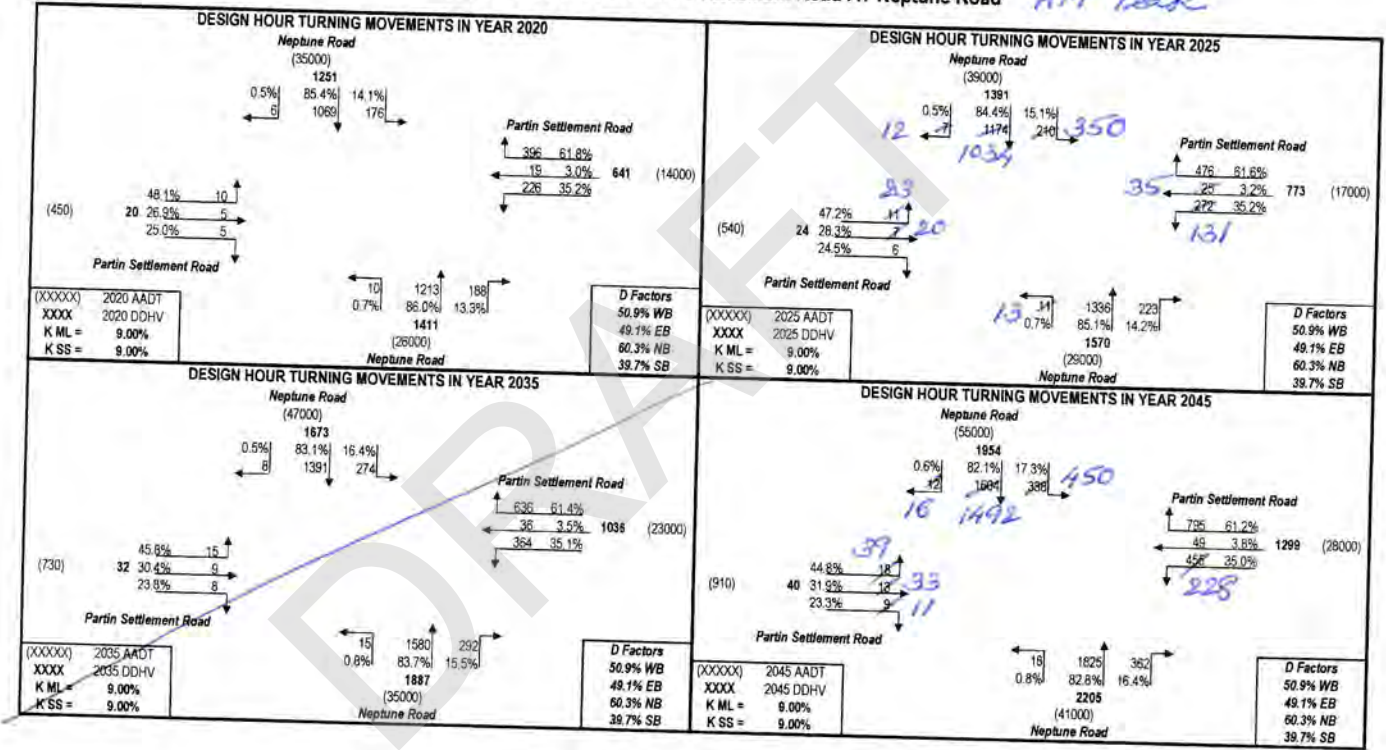 Road AT Neptune Road AM Peak
DESIGN HOUR TURNING MOVEMENTS IN YEAR 2020
Neptune Road
(35000)
1251
0.5% 85.4% 14.1%
6 1069 176
Partin Settlement Road
396 61.8%
19 3.0% 641 (14000)
226 35.2%
48.1% 10
(450) 20 26.9% 5
25.0% 5
Partin Settlement Road
10 1213 188
0.7% 86.0% 13.3%
1411
(26000)
Neptune Road
(XXXXX) 2020 AADT
XXXX 2020 DDHV
K ML = 9.00%
K SS = 9.00%
D Factors
50.9% WB
49.1% EB
60.3% NB
39.7% SB
DESIGN HOUR TURNING MOVEMENTS IN YEAR 2025
Neptune Road
(39000)
1391
0.5% 84.4% 15.1%
12 7 1174 210 350
1034
Partin Settlement Road
476 61.6%
35 25 3.2% 773 (17000)
272 35.2%
131
23
47.2% 11
(540) 24 28.3% 7 20
24.5% 6
Partin Settlement Road
13 11 1336 223
0.7% 85.1% 14.2%
1570
(29000)
Neptune Road
(XXXXX) 2025 AADT
XXXX 2025 DDHV
K ML = 9.00%
K SS = 9.00%
D Factors
50.9% WB
49.1% EB
60.3% NB
39.7% SB
DESIGN HOUR TURNING MOVEMENTS IN YEAR 2035
Neptune Road
(47000)
1673
0.5% 83.1% 16.4%
8 1391 274
Partin Settlement Road
636 61.4%
36 3.5% 1036 (23000)
364 35.1%
45.8% 15
(730) 32 30.4% 9
23.8% 8
Partin Settlement Road
15 1580 292
0.8% 83.7% 15.5%
1887
(35000)
Neptune Road
(XXXXX) 2035 AADT
XXXX 2035 DDHV
K ML = 9.00%
K SS = 9.00%
D Factors
50.9% WB
49.1% EB
60.3% NB
39.7% SB
DESIGN HOUR TURNING MOVEMENTS IN YEAR 2045
Neptune Road
(55000)
1954
0.6% 82.1% 17.3%
12 1604 338 450
16 1492
Partin Settlement Road
795 61.2%
49 3.8% 1299 (28000)
455 35.0%
228
39
44.8% 18
(910) 40 31.9% 13 33
23.3% 9 11
Partin Settlement Road
18 1825 362
0.8% 82.8% 16.4%
2205
(41000)
Neptune Road
(XXXXX) 2045 AADT
XXXX 2045 DDHV
K ML = 9.00%
K SS = 9.00%
D Factors
50.9% WB
49.1% EB
60.3% NB
39.7% SB
DRAFT